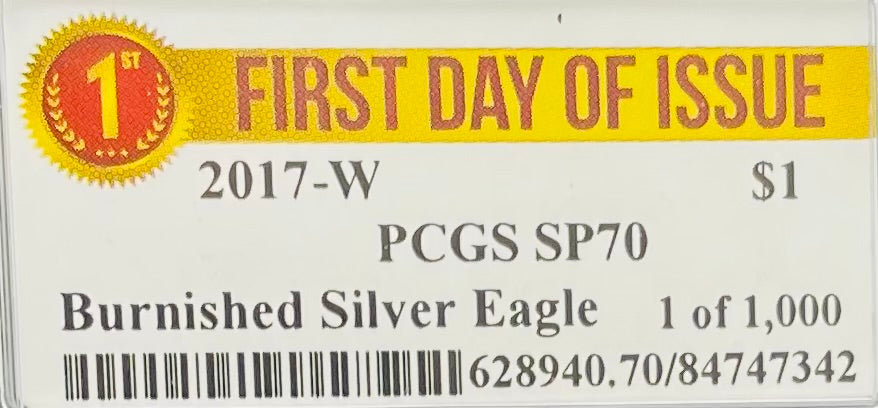 1ST FIRST DAY OF ISSUE
2017-W $1
PCGS SP70
Burnished Silver Eagle 1 of 1,000
628940.70/84747342